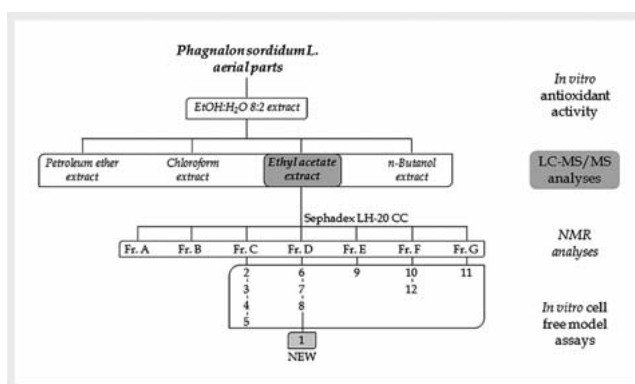 Phagnalon sordidum L.
aerial parts
EtOH:H₂O 8:2 extract
In vitro
antioxidant
activity
Petroleum ether
extract
Chloroform
extract
Ethyl acetate
extract
n-Butanol
extract
LC-MS/MS
analyses
Sephadex LH-20 CC
Fr. A Fr. B Fr. C Fr. D Fr. E Fr. F Fr. G
NMR
analyses
2 6 9 10 11
3 7 12
4 8
5
1
NEW
In vitro cell
free model
assays